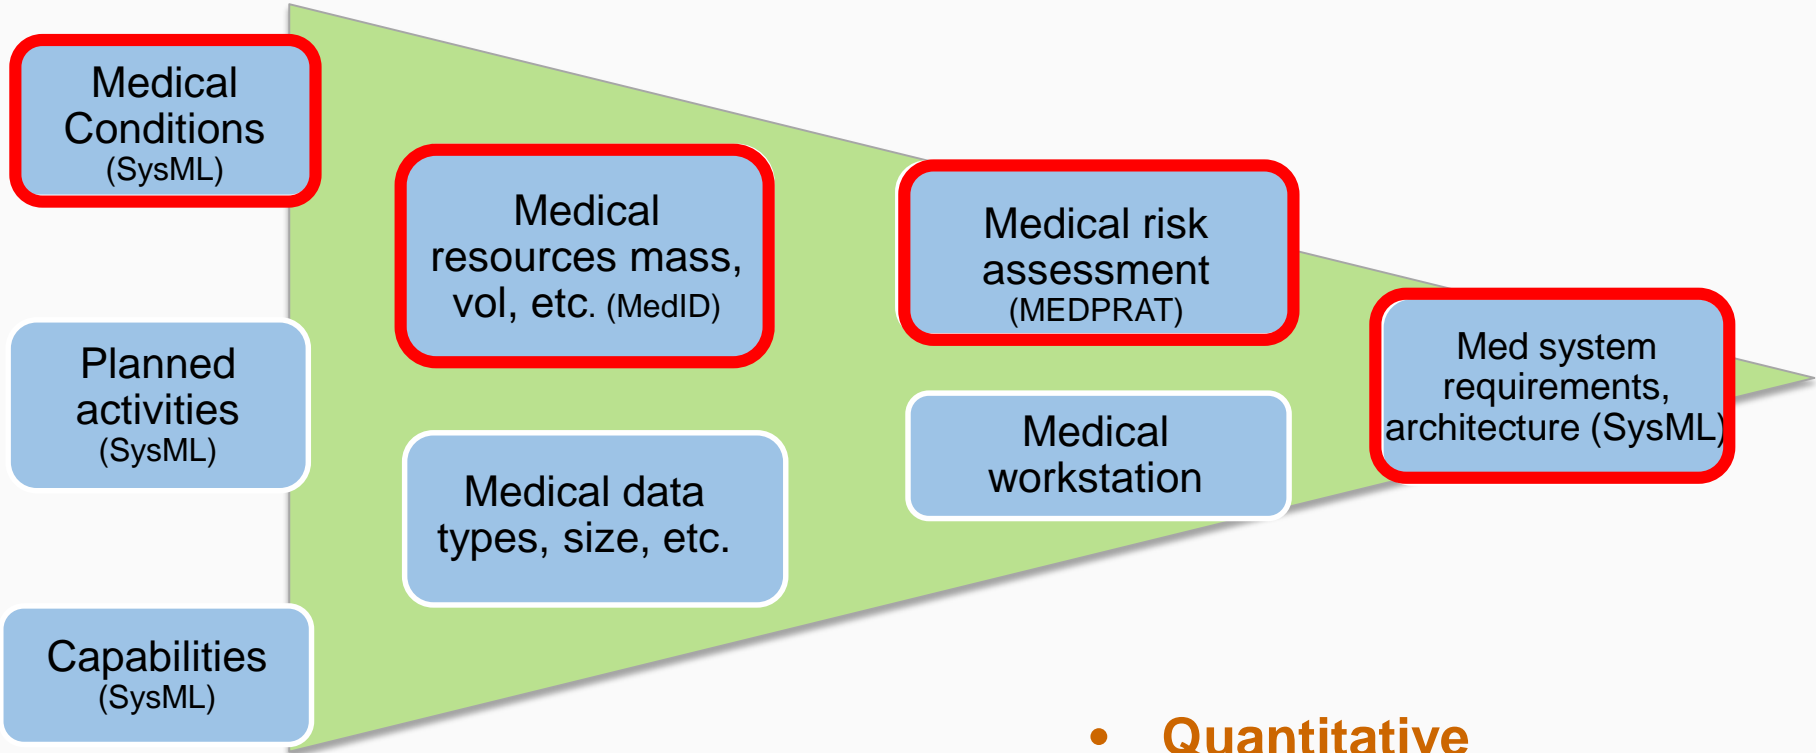 Medical
Conditions
(SysML)
Medical
resources mass,
vol, etc. (MedID)
Medical risk
assessment
(MEDPRAT)
Med system
requirements,
architecture (SysML)
Planned
activities
(SysML)
Medical data
types, size, etc.
Medical
workstation
Capabilities
(SysML)
• Quantitative